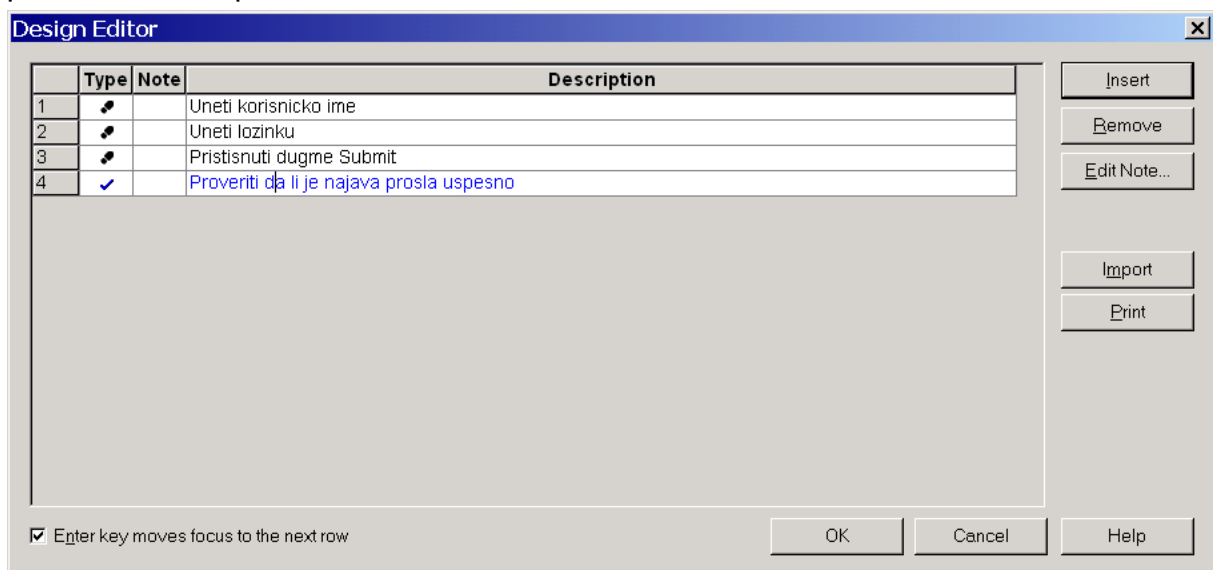 Design Editor
Type Note Description
1 Uneti korisnicko ime
2 Uneti lozinku
3 Pristisnuti dugme Submit
4 Proveriti da li je najava prosla uspesno
Insert
Remove
Edit Note...
Import
Print
Enter key moves focus to the next row
OK Cancel Help